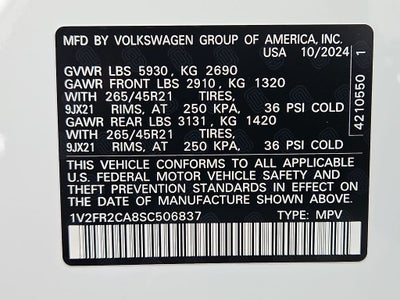 MFD BY VOLKSWAGEN GROUP OF AMERICA, INC.
USA 10/2024
GVWR LBS 5930, KG 2690
GAWR FRONT LBS 2910, KG 1320
WITH 265/45R21 TIRES,
9JX21 RIMS, AT 250 KPA, 36 PSI COLD
GAWR REAR LBS 3131, KG 1420
WITH 265/45R21 TIRES,
9JX21 RIMS, AT 250 KPA, 36 PSI COLD
THIS VEHICLE CONFORMS TO ALL APPLICABLE
U.S. FEDERAL MOTOR VEHICLE SAFETY AND
THEFT PREVENTION STANDARDS IN EFFECT ON
THE DATE OF MANUFACTURE SHOWN ABOVE.
1V2FR2CA8SC506837 TYPE: MPV
4210550 1